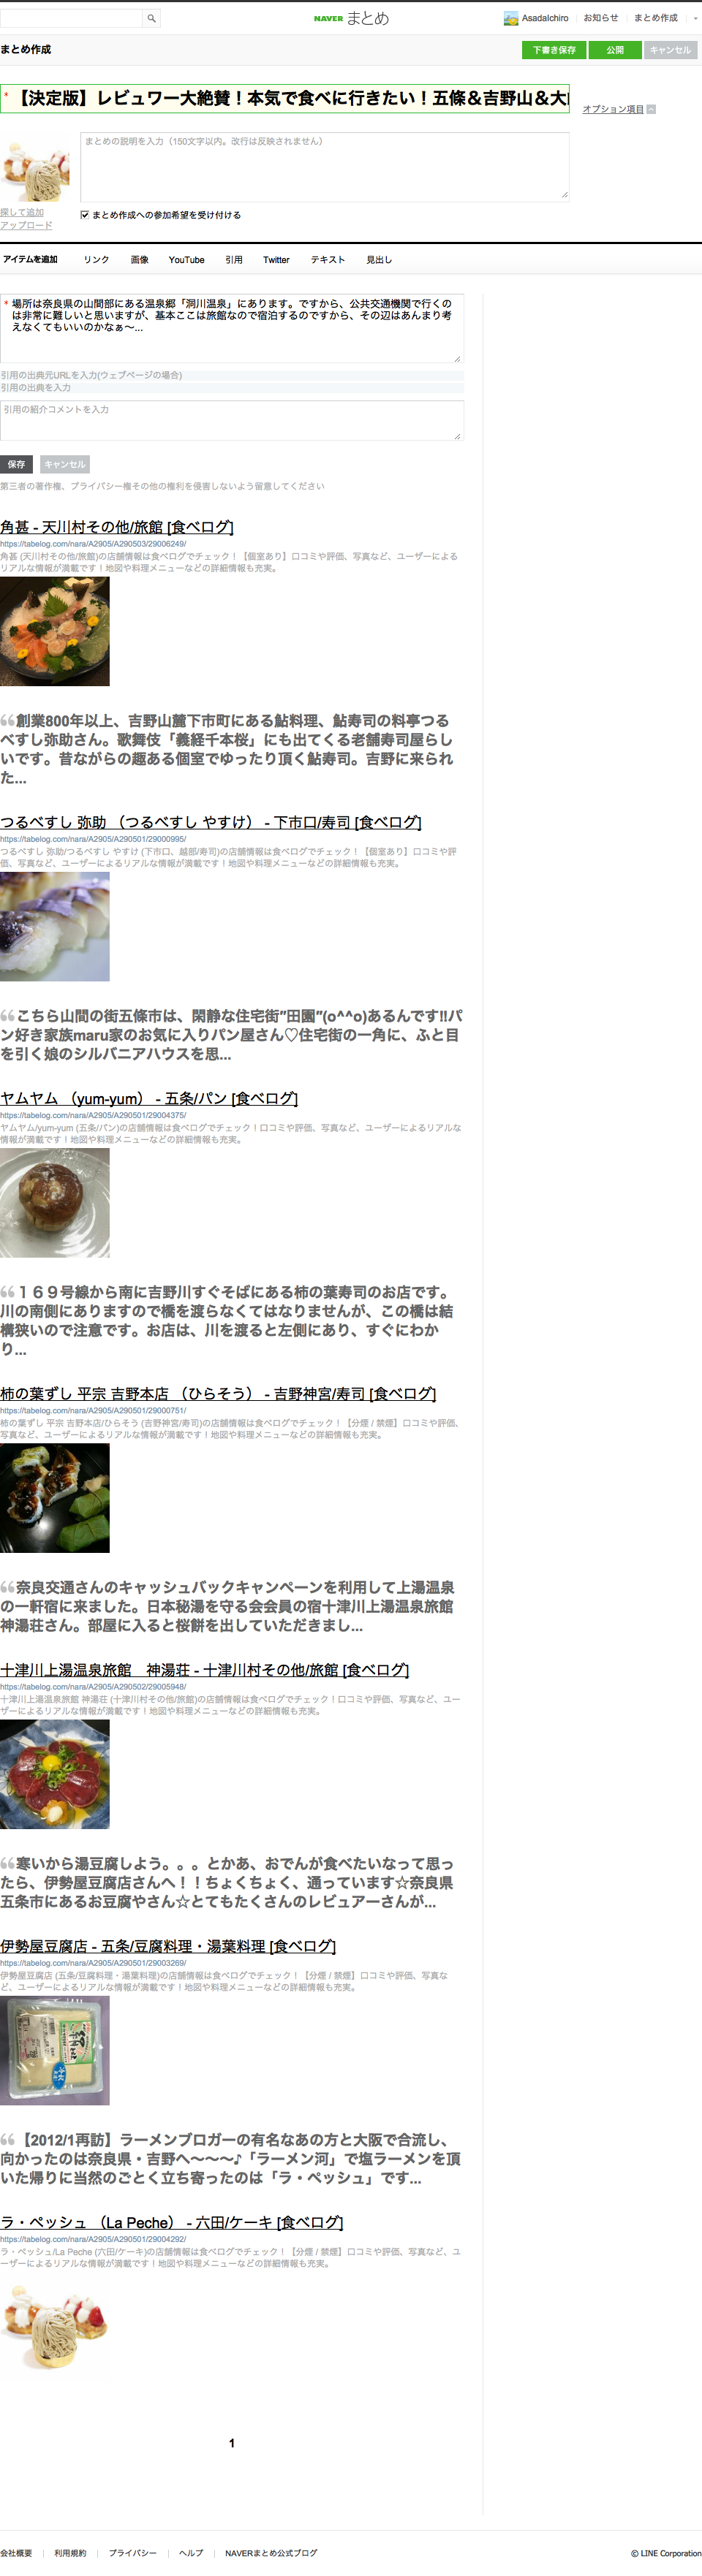 NAVER まとめ
AsadaIchiro お知らせ まとめ作成
まとめ作成
下書き保存 公開 キャンセル
* 【決定版】レビュワー大絶賛！本気で食べに行きたい！五條＆吉野山＆大
オプション項目
まとめの説明を入力（150文字以内。改行は反映されません）
探して追加
アップロード
まとめ作成への参加希望を受け付ける
アイテムを追加 リンク 画像 YouTube 引用 Twitter テキスト 見出し
* 場所は奈良県の山間部にある温泉郷「洞川温泉」にあります。ですから、公共交通機関で行くの
は非常に難しいと思いますが、基本ここは旅館なので宿泊するのですから、その辺はあんまり考
えなくてもいいのかなぁ～...
引用の出典元URLを入力(ウェブページの場合)
引用の出典を入力
引用の紹介コメントを入力
保存 キャンセル
第三者の著作権、プライバシー権その他の権利を侵害しないよう留意してください
角甚 - 天川村その他/旅館 [食べログ]
https://tabelog.com/nara/A2905/A290503/29006249/
角甚 (天川村その他/旅館)の店舗情報は食べログでチェック！【個室あり】口コミや評価、写真など、ユーザーによる
リアルな情報が満載です！地図や料理メニューなどの詳細情報も充実。
創業800年以上、吉野山麓下市町にある鮎料理、鮎寿司の料亭つる
べすし弥助さん。歌舞伎「義経千本桜」にも出てくる老舗寿司屋らし
いです。昔ながらの趣ある個室でゆったり頂く鮎寿司。吉野に来られ
た...
つるべすし 弥助 （つるべすし やすけ） - 下市口/寿司 [食べログ]
https://tabelog.com/nara/A2905/A290501/29000995/
つるべすし 弥助/つるべすし やすけ (下市口、越部/寿司)の店舗情報は食べログでチェック！【個室あり】口コミや評
価、写真など、ユーザーによるリアルな情報が満載です！地図や料理メニューなどの詳細情報も充実。
こちら山間の街五條市は、閑静な住宅街″田園″(o^^o)あるんです‼パ
ン好き家族maru家のお気に入りパン屋さん♡住宅街の一角に、ふと目
を引く娘のシルバニアハウスを思...
ヤムヤム （yum-yum） - 五条/パン [食べログ]
https://tabelog.com/nara/A2905/A290501/29004375/
ヤムヤム/yum-yum (五条/パン)の店舗情報は食べログでチェック！口コミや評価、写真など、ユーザーによるリアルな
情報が満載です！地図や料理メニューなどの詳細情報も充実。
１６９号線から南に吉野川すぐそばにある柿の葉寿司のお店です。
川の南側にありますので橋を渡らなくてはなりませんが、この橋は結
構狭いので注意です。お店は、川を渡ると左側にあり、すぐにわか
り...
柿の葉ずし 平宗 吉野本店 （ひらそう） - 吉野神宮/寿司 [食べログ]
https://tabelog.com/nara/A2905/A290501/29000751/
柿の葉ずし 平宗 吉野本店/ひらそう (吉野神宮/寿司)の店舗情報は食べログでチェック！【分煙 / 禁煙】口コミや評価、
写真など、ユーザーによるリアルな情報が満載です！地図や料理メニューなどの詳細情報も充実。
奈良交通さんのキャッシュバックキャンペーンを利用して上湯温泉
の一軒宿に来ました。日本秘湯を守る会会員の宿十津川上湯温泉旅館
神湯荘さん。部屋に入ると桜餅を出していただきまし...
十津川上湯温泉旅館　神湯荘 - 十津川村その他/旅館 [食べログ]
https://tabelog.com/nara/A2905/A290502/29005948/
十津川上湯温泉旅館 神湯荘 (十津川村その他/旅館)の店舗情報は食べログでチェック！口コミや評価、写真など、ユー
ザーによるリアルな情報が満載です！地図や料理メニューなどの詳細情報も充実。
寒いから湯豆腐しよう。。。とかあ、おでんが食べたいなって思っ
たら、伊勢屋豆腐店さんへ！！ちょくちょく、通っています☆奈良県
五条市にあるお豆腐やさん☆とてもたくさんのレビュアーさんが...
伊勢屋豆腐店 - 五条/豆腐料理・湯葉料理 [食べログ]
https://tabelog.com/nara/A2905/A290501/29003269/
伊勢屋豆腐店 (五条/豆腐料理・湯葉料理)の店舗情報は食べログでチェック！【分煙 / 禁煙】口コミや評価、写真な
ど、ユーザーによるリアルな情報が満載です！地図や料理メニューなどの詳細情報も充実。
【2012/1再訪】ラーメンブロガーの有名なあの方と大阪で合流し、
向かったのは奈良県・吉野へ～～～♪「ラーメン河」で塩ラーメンを頂
いた帰りに当然のごとく立ち寄ったのは「ラ・ペッシュ」です...
ラ・ペッシュ （La Peche） - 六田/ケーキ [食べログ]
https://tabelog.com/nara/A2905/A290501/29004292/
ラ・ペッシュ/La Peche (六田/ケーキ)の店舗情報は食べログでチェック！【分煙 / 禁煙】口コミや評価、写真など、ユ
ーザーによるリアルな情報が満載です！地図や料理メニューなどの詳細情報も充実。
1
会社概要 利用規約 プライバシー ヘルプ NAVERまとめ公式ブログ
© LINE Corporation